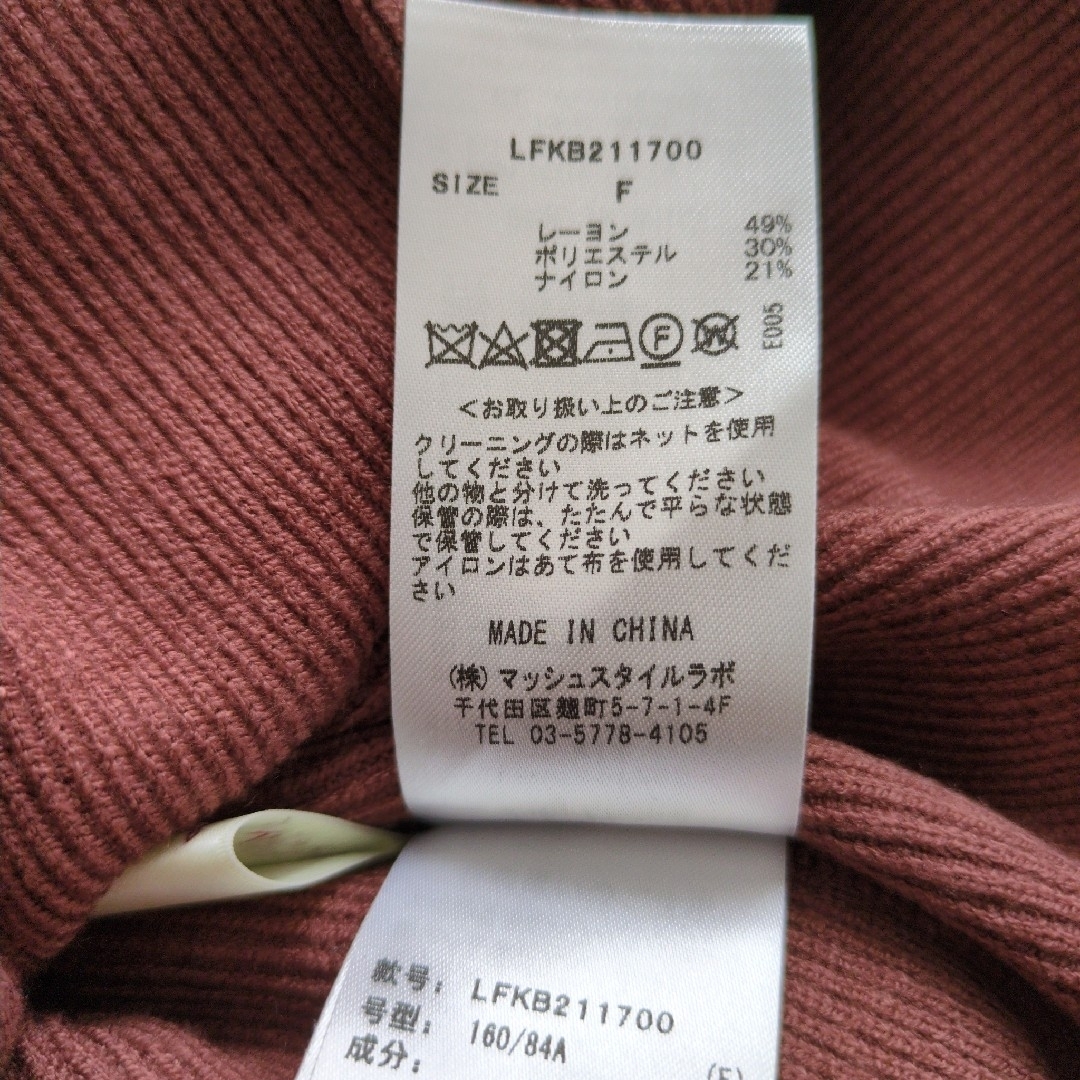 LFKB211700
SIZE F
レーヨン 49%
ポリエステル 30%
ナイロン 21%
F W E005
<お取り扱い上のご注意>
クリーニングの際はネットを使用
してください
他の物と分けて洗ってください
保管の際は、たたんで平らな状態
で保管してください
アイロンはあて布を使用してくだ
さい
MADE IN CHINA
(株)マッシュスタイルラボ
千代田区麹町5-7-1-4F
TEL 03-5778-4105
款号: LFKB211700
号型: 160/84A
成分:
(F)